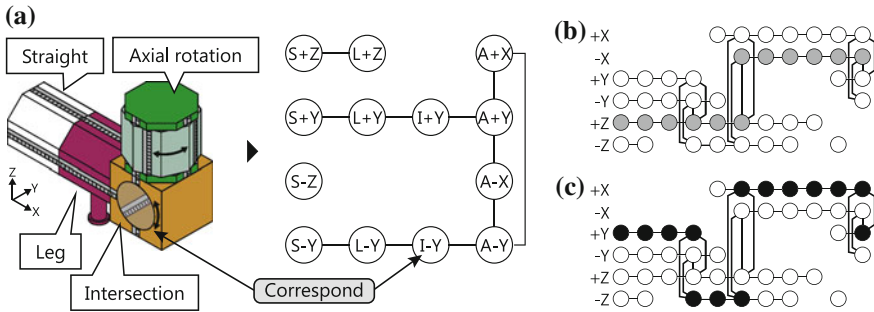 (a)
Straight
Axial rotation
Leg
Intersection
Z
Y
X
S+Z L+Z A+X
S+Y L+Y I+Y A+Y
S-Z A-X
S-Y L-Y I-Y A-Y
Correspond
(b)
+X
-X
+Y
-Y
+Z
-Z
(c)
+X
-X
+Y
-Y
+Z
-Z